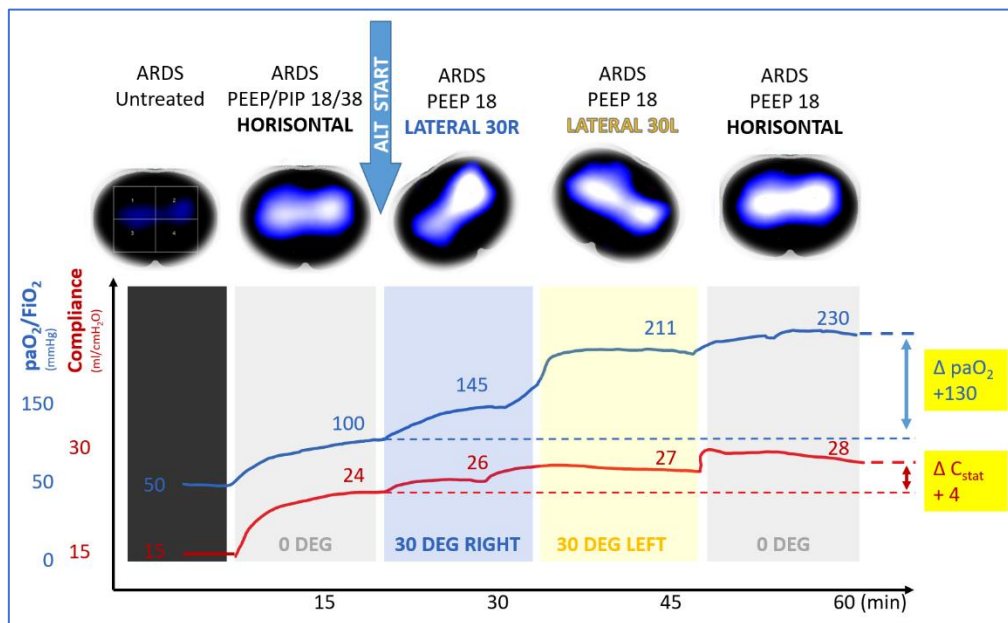 ARDS
Untreated
ARDS
PEEP/PIP 18/38
HORISONTAL
ALT START
ARDS
PEEP 18
LATERAL 30R
ARDS
PEEP 18
LATERAL 30L
ARDS
PEEP 18
HORISONTAL
1 2
3 4
paO₂/FiO₂
(mmHg)
Compliance
(ml/cmH₂O)
150
50
0
30
15
50
15
100
24
145
26
211
27
230
28
0 DEG
30 DEG RIGHT
30 DEG LEFT
0 DEG
Δ paO₂
+130
Δ Cstat
+ 4
15 30 45 60 (min)